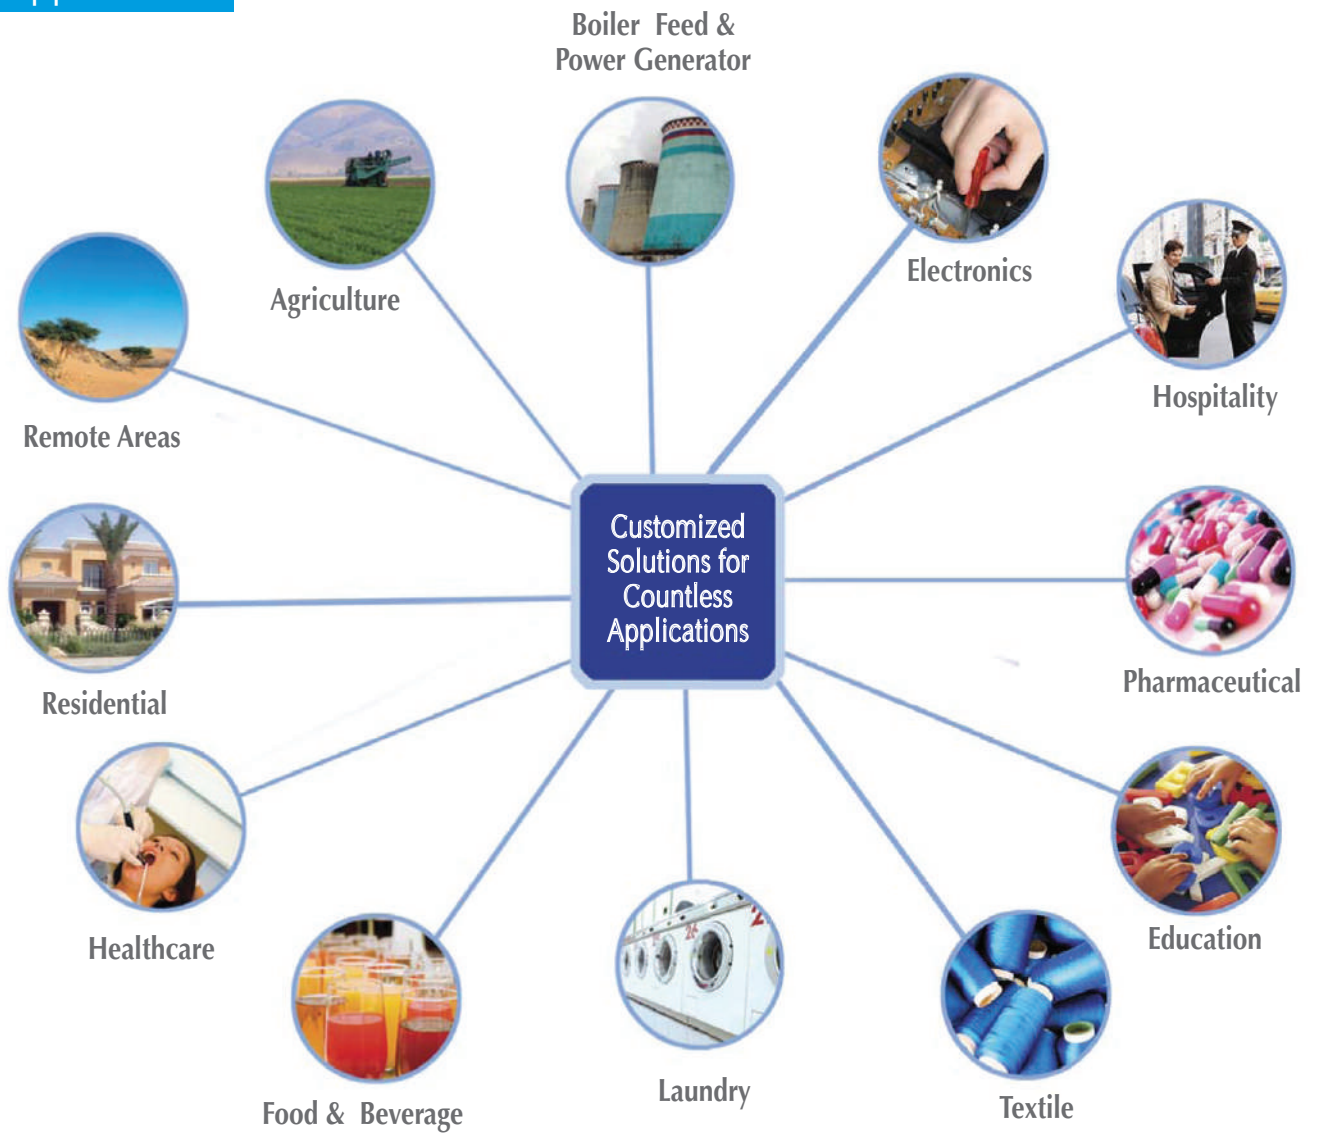 Boiler Feed &
Power Generator
Electronics
Agriculture
Hospitality
Remote Areas
Customized
Solutions for
Countless
Applications
Pharmaceutical
Residential
Education
Healthcare
Laundry
Textile
Food & Beverage